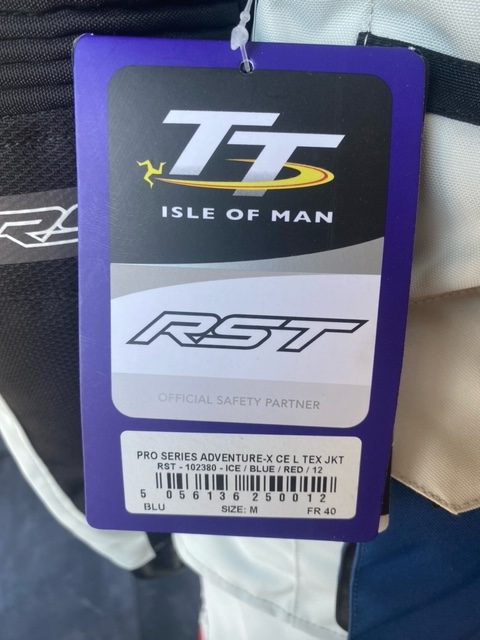 TT
ISLE OF MAN
RST
RST
OFFICIAL SAFETY PARTNER
PRO SERIES ADVENTURE-X CE L TEX JKT
RST - 102380 - ICE / BLUE / RED / 12
5 056136 250012
BLU SIZE: M FR 40